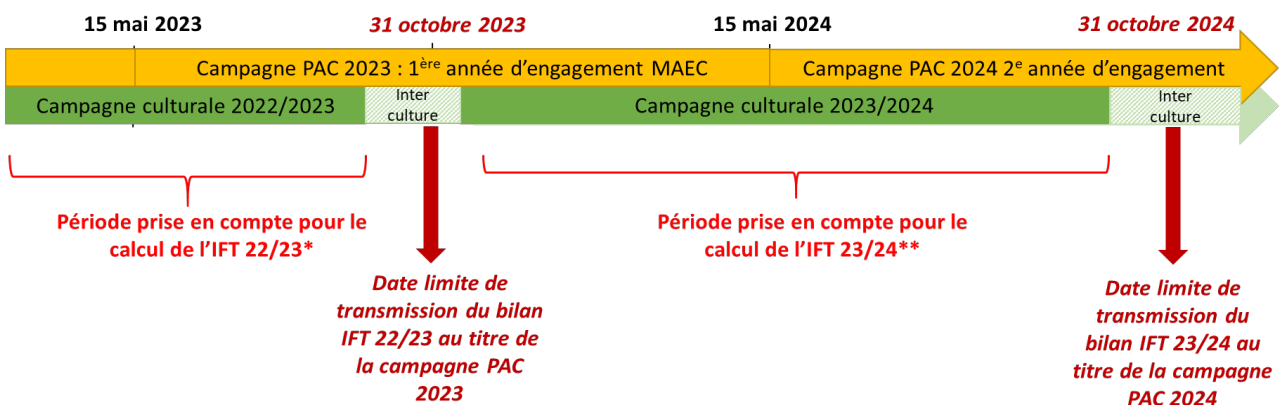 15 mai 2023
31 octobre 2023
15 mai 2024
31 octobre 2024
Campagne PAC 2023 : 1ère année d'engagement MAEC
Campagne PAC 2024 2e année d'engagement
Campagne culturale 2022/2023
Inter
culture
Campagne culturale 2023/2024
Inter
culture
Période prise en compte pour le
calcul de l'IFT 22/23*
Période prise en compte pour le
calcul de l'IFT 23/24**
Date limite de
transmission du bilan
IFT 22/23 au titre de
la campagne PAC
2023
Date limite de
transmission du
bilan IFT 23/24 au
titre de la campagne
PAC 2024